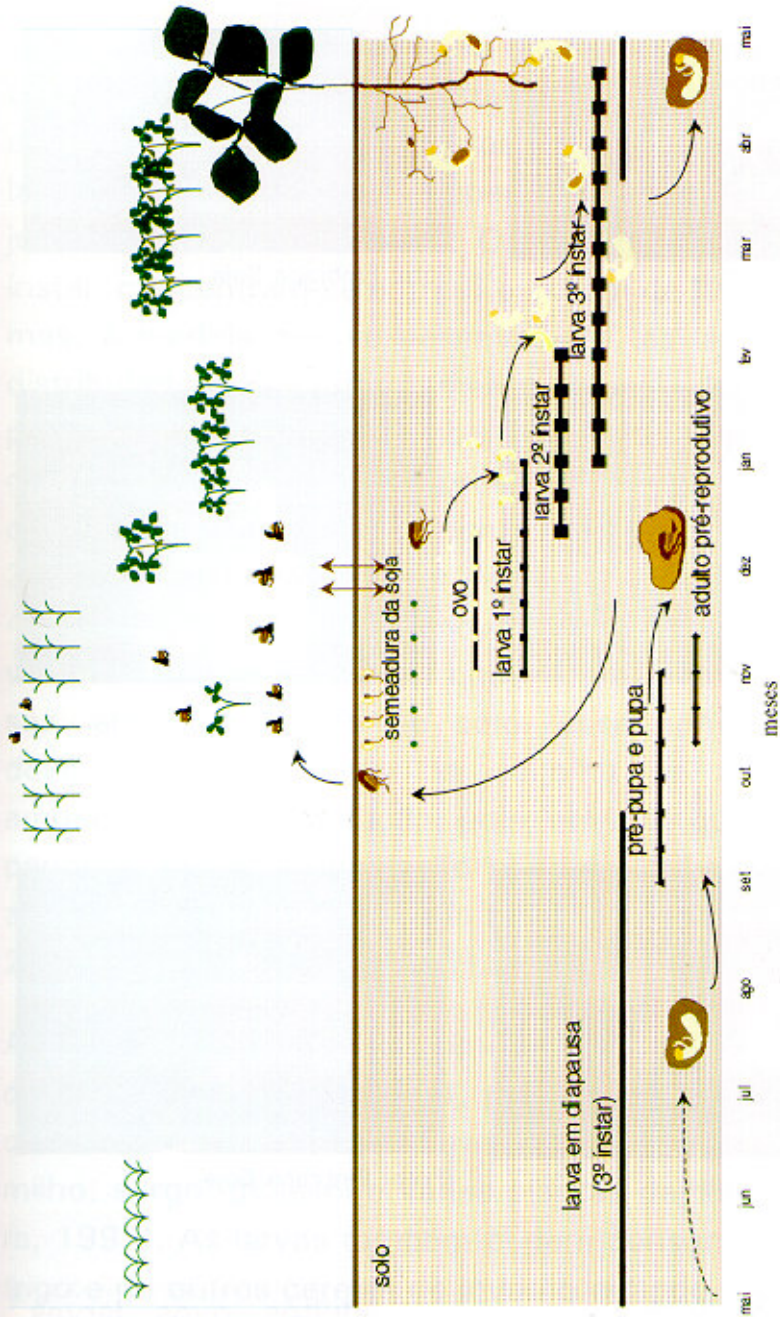 solo
semeadura da soja
ovo
larva 1º ínstar
larva 2º ínstar
larva 3º ínstar
larva em diapausa
(3º ínstar)
pré-pupa e pupa
adulto pré-reprodutivo
mai jun jul ago set out nov dez jan fev mar abr mai
meses